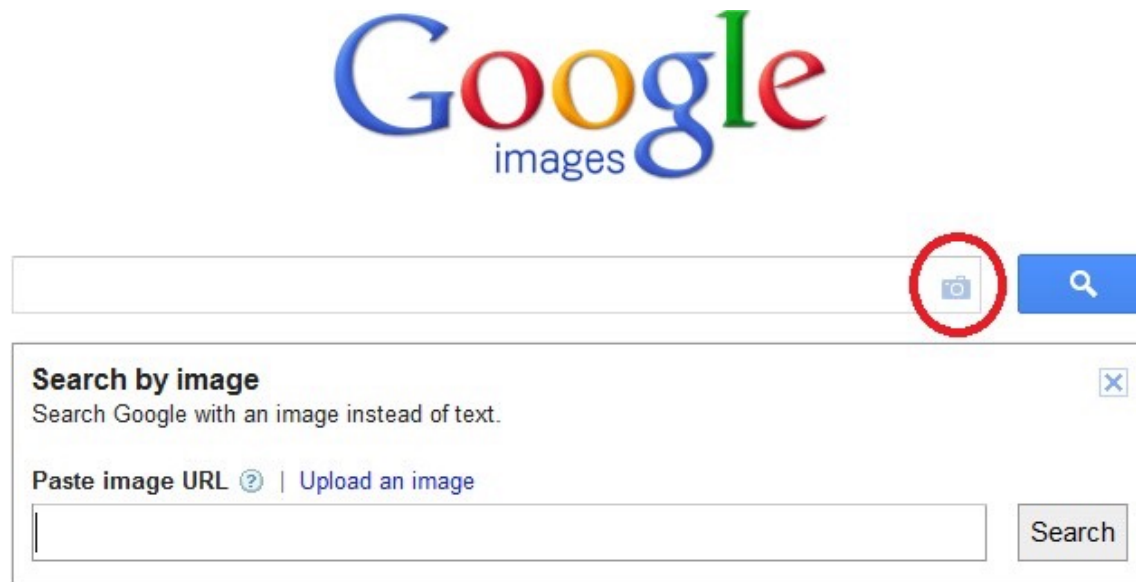 Google
images
Search by image
Search Google with an image instead of text.
Paste image URL ? | Upload an image
Search